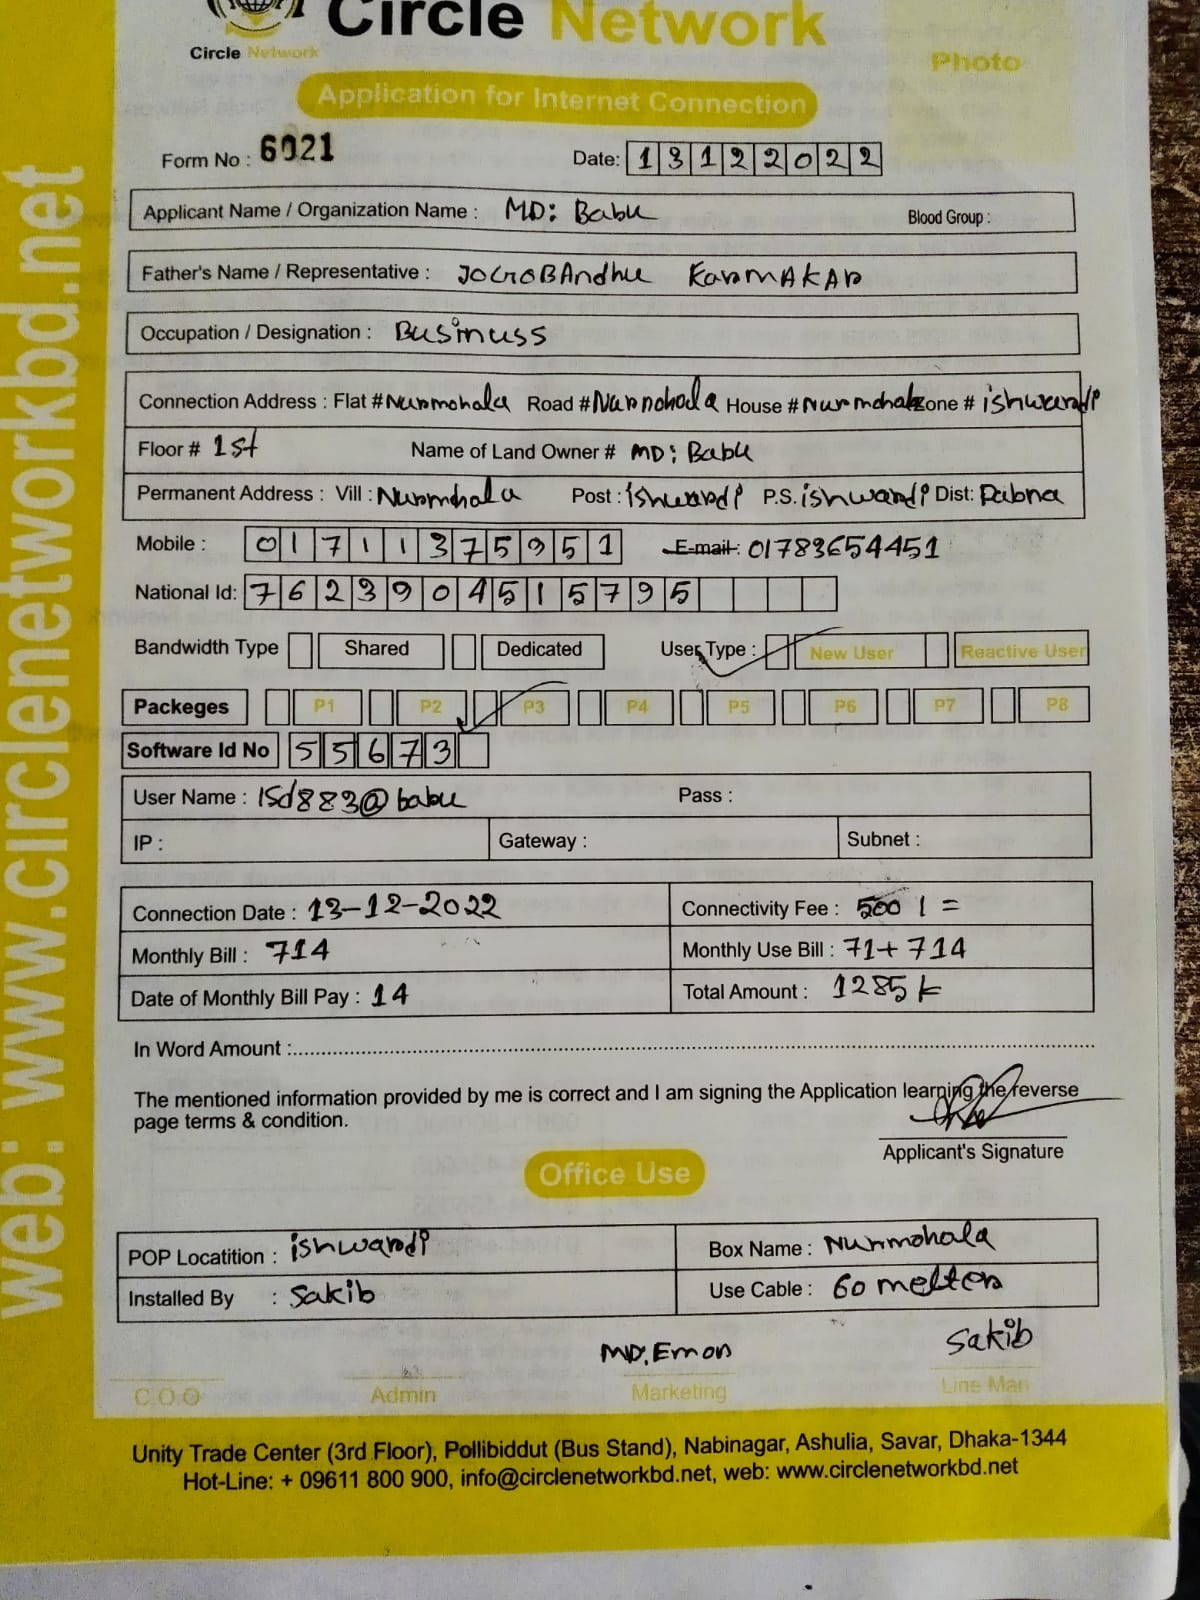 Circle Network
Circle Network
Photo
Application for Internet Connection
Form No : 6021
Date: 13122022
Applicant Name / Organization Name : MD: Babu
Blood Group :
Father's Name / Representative : JOGOBAndhu KARMAKAR
Occupation / Designation : Businuss
Connection Address : Flat #Nurmohala Road #Nurmohala House #Nurmohala Zone # ishwardi
Floor # 1st Name of Land Owner # MD: Babu
Permanent Address : Vill : Nurmohala Post : ishwardi P.S. ishwardi Dist: Pabna
Mobile : 01711375951 E-mail: 01783654451
National Id: 7623904515795
Bandwidth Type Shared Dedicated User Type : New User Reactive User
Packeges P1 P2 P3 P4 P5 P6 P7 P8
Software Id No 55673
User Name : ISd883@babu Pass :
IP : Gateway : Subnet :
Connection Date : 13-12-2022 Connectivity Fee : 500 /=
Monthly Bill : 714 Monthly Use Bill : 71+714
Date of Monthly Bill Pay : 14 Total Amount : 1285
In Word Amount :
The mentioned information provided by me is correct and I am signing the Application learning the reverse
page terms & condition.
Applicant's Signature
Office Use
POP Locatition : ishwardi Box Name : Nurmohala
Installed By : Sakib Use Cable : 60 melter
MD. Emon Sakib
C.O.O Admin Marketing Line Man
Unity Trade Center (3rd Floor), Pollibiddut (Bus Stand), Nabinagar, Ashulia, Savar, Dhaka-1344
Hot-Line: + 09611 800 900, info@circlenetworkbd.net, web: www.circlenetworkbd.net
web: www.circlenetworkbd.net